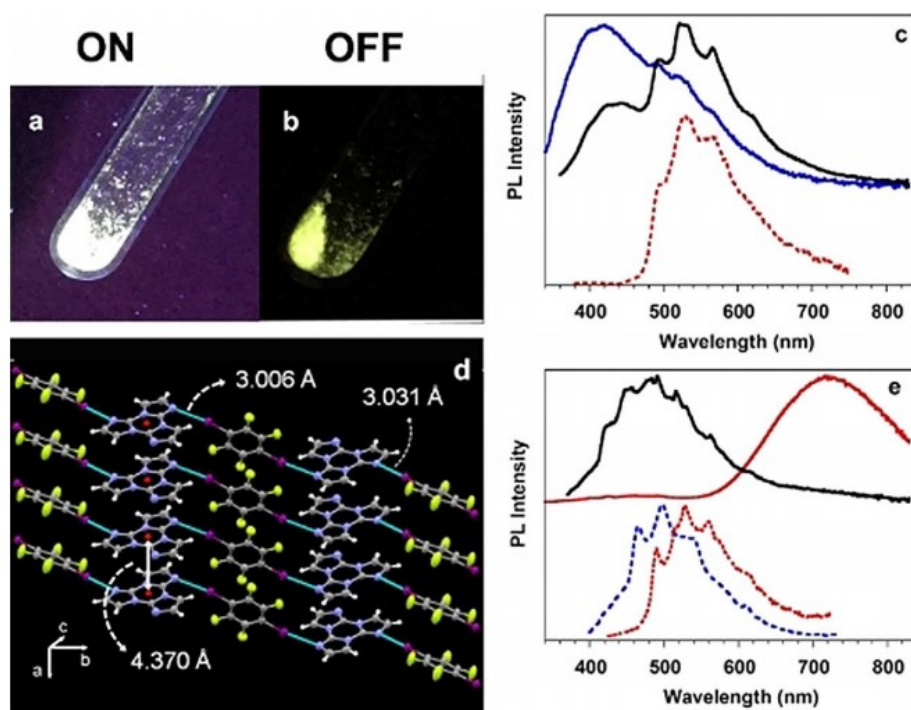 ON OFF
a b
c
PL Intensity
400 500 600 700 800
Wavelength (nm)
d
3.006 Å
3.031 Å
4.370 Å
c
a b
e
PL Intensity
400 500 600 700 800
Wavelength (nm)